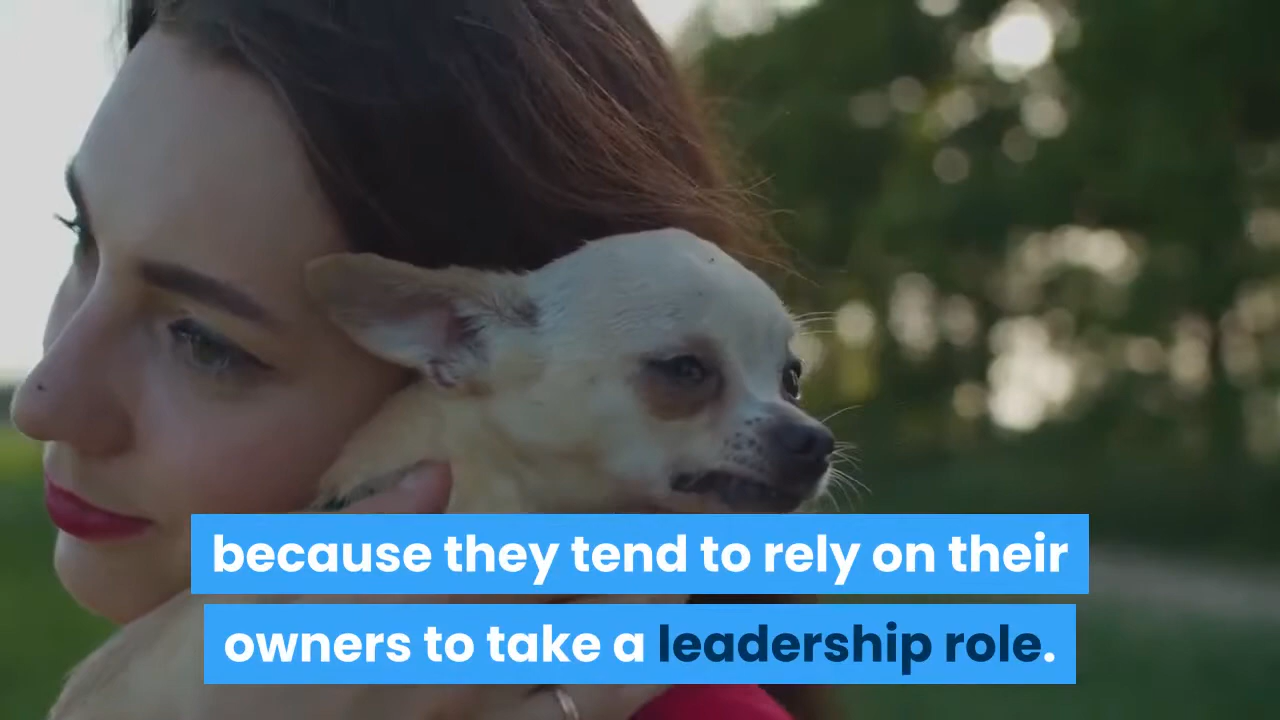 because they tend to rely on their
owners to take a leadership role.